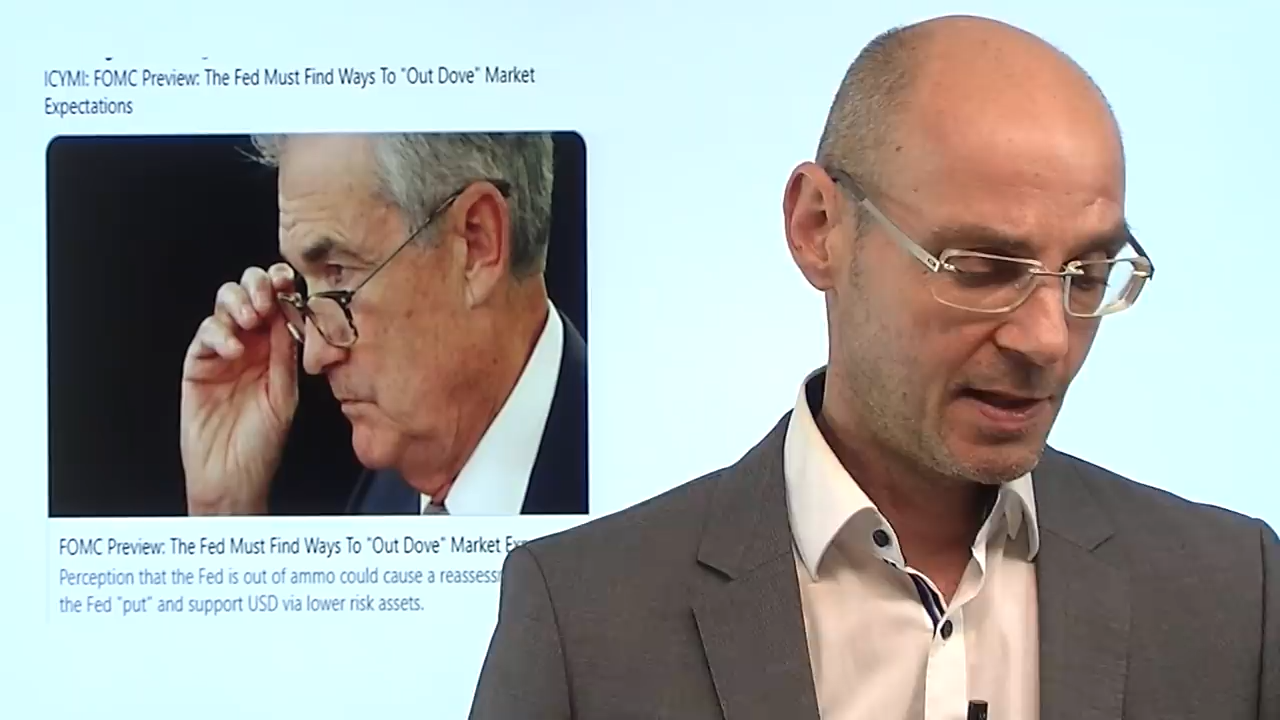 ICYMI: FOMC Preview: The Fed Must Find Ways To "Out Dove" Market
Expectations
FOMC Preview: The Fed Must Find Ways To "Out Dove" Market
Perception that the Fed is out of ammo could cause a
the Fed "put" and support USD via lower risk assets.